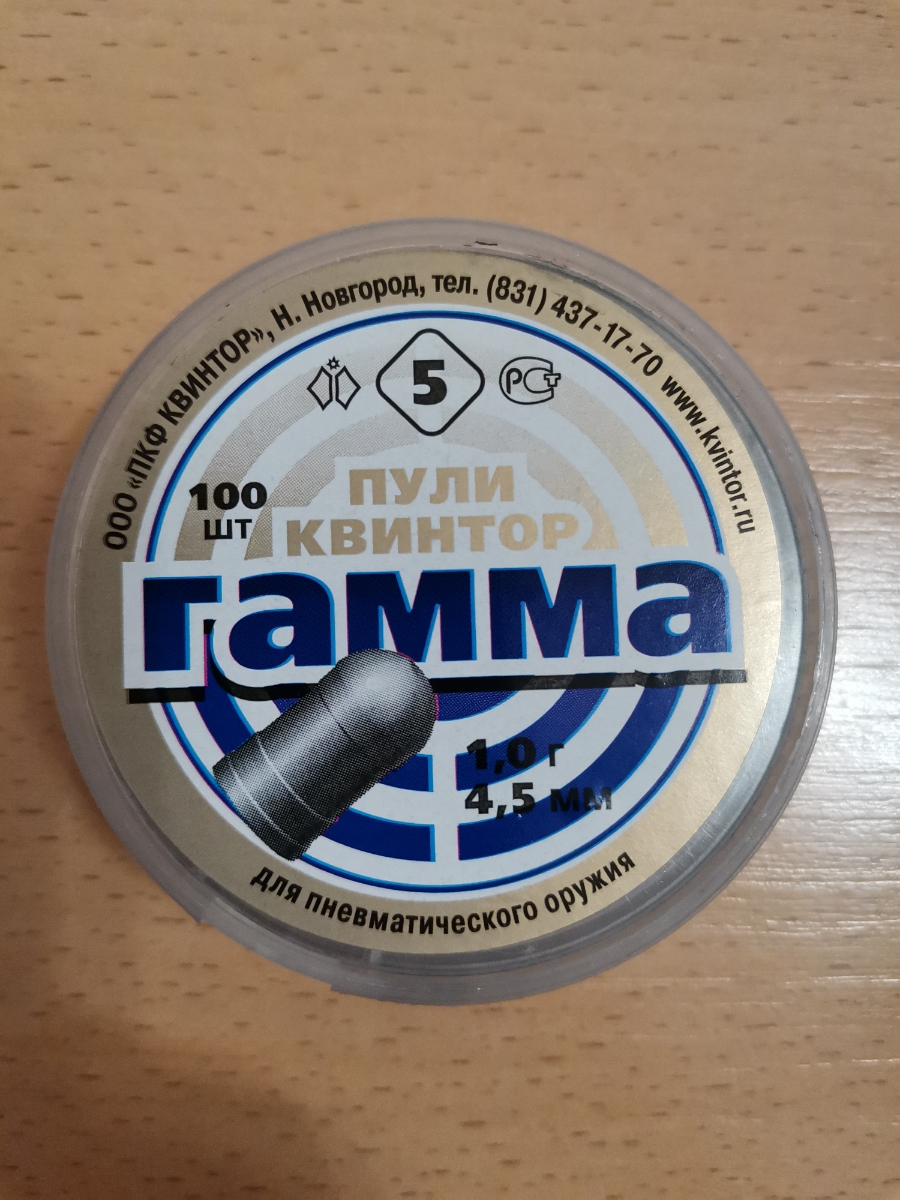 ООО «ПКФ КВИНТОР», Н. Новгород, тел. (831) 437-17-70 www.kvintor.ru
5
РСТ
100
ШТ
ПУЛИ
КВИНТОР
гамма
1,0 г
4,5 мм
для пневматического оружия